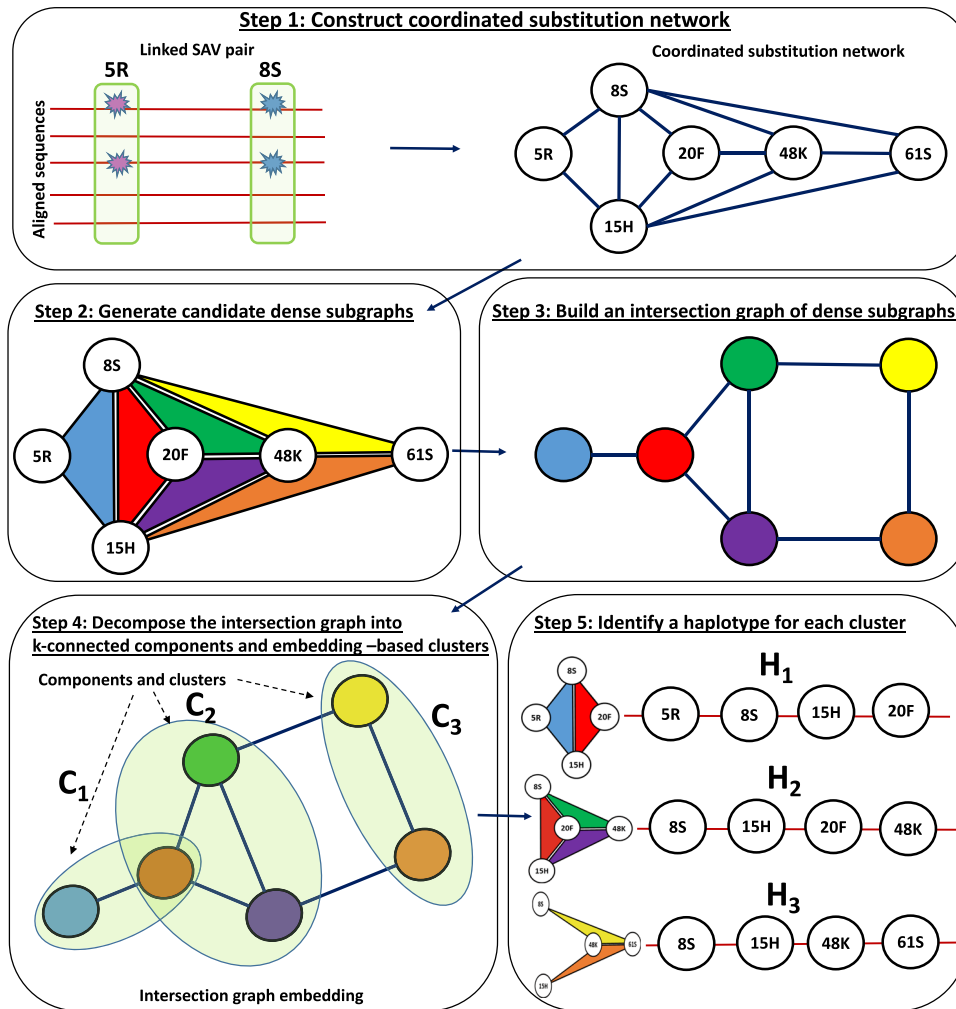 Step 1: Construct coordinated substitution network
Linked SAV pair
5R
8S
Aligned sequences
Coordinated substitution network
8S
5R
20F
48K
61S
15H
Step 2: Generate candidate dense subgraphs
8S
5R
20F
48K
61S
15H
Step 3: Build an intersection graph of dense subgraphs
Step 4: Decompose the intersection graph into
k-connected components and embedding –based clusters
Components and clusters
C2
C3
C1
Intersection graph embedding
Step 5: Identify a haplotype for each cluster
8S
5R
20F
15H
H1
5R
8S
15H
20F
8S
20F
48K
15H
H2
8S
15H
20F
48K
8S
48K
61S
15H
H3
8S
15H
48K
61S